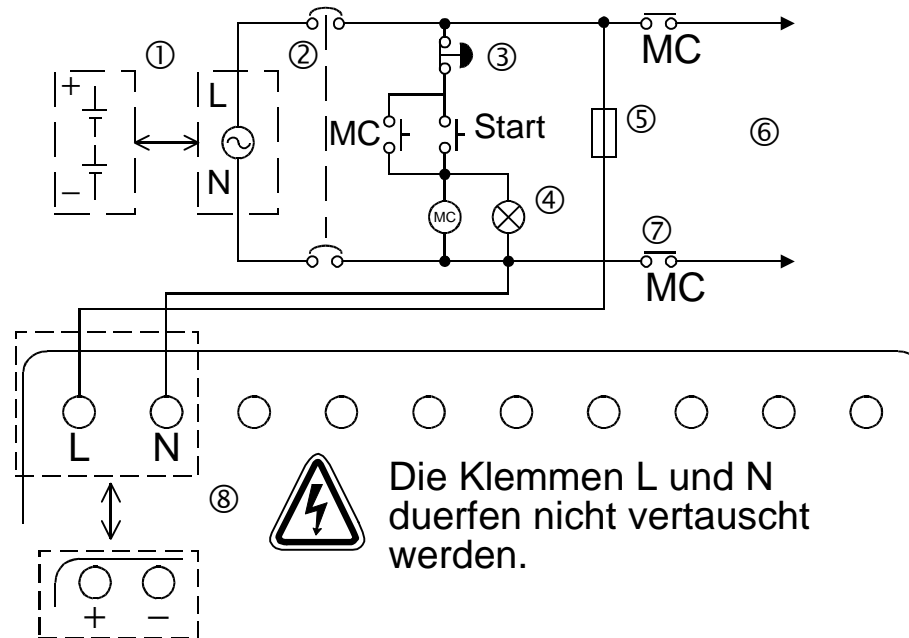 ① ② ③
+ L MC
MC Start ⑤ ⑥
− N
MC ④ ⑦
MC
L N
⑧ Die Klemmen L und N
duerfen nicht vertauscht
werden.
+ −